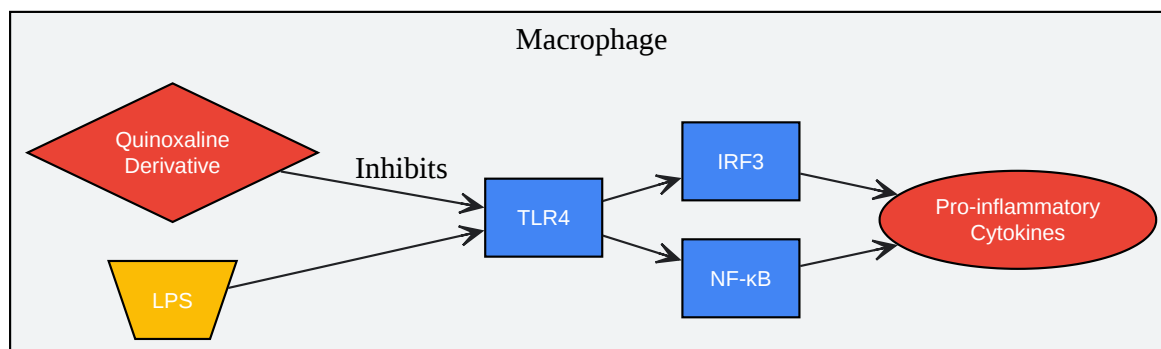 Macrophage
Quinoxaline
Derivative
Inhibits
LPS
TLR4
IRF3
NF-κB
Pro-inflammatory
Cytokines